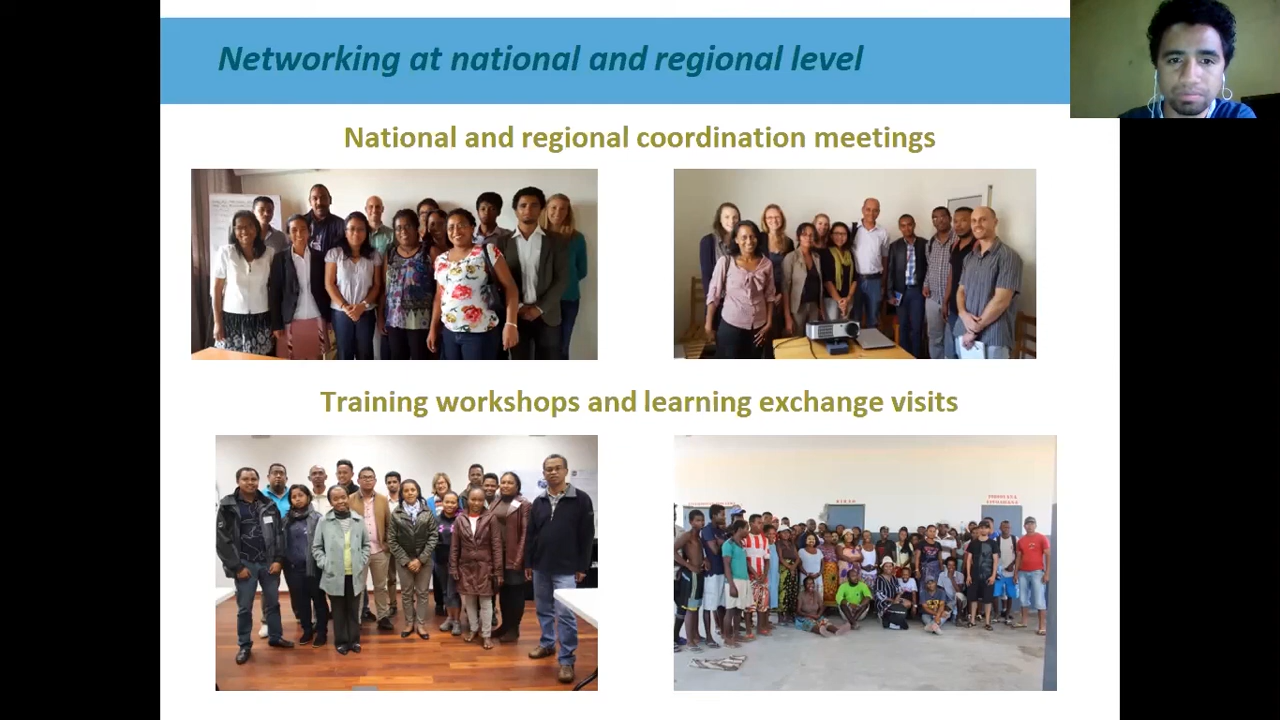 Networking at national and regional level
National and regional coordination meetings
Training workshops and learning exchange visits